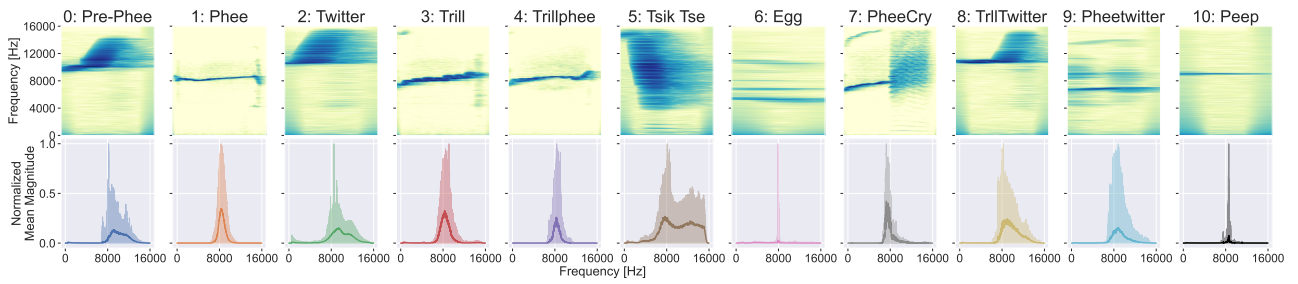 0: Pre-Phee 1: Phee 2: Twitter 3: Trill 4: Trillphee 5: Tsik Tse 6: Egg 7: PheeCry 8: TrllTwitter 9: Pheetwitter 10: Peep
Frequency [Hz]
16000
12000
8000
4000
0
Normalized
Mean Magnitude
1.0
0.5
0.0
0 8000 16000 0 8000 16000 0 8000 16000 0 8000 16000 0 8000 16000 0 8000 16000 0 8000 16000 0 8000 16000 0 8000 16000 0 8000 16000 0 8000 16000
Frequency [Hz]